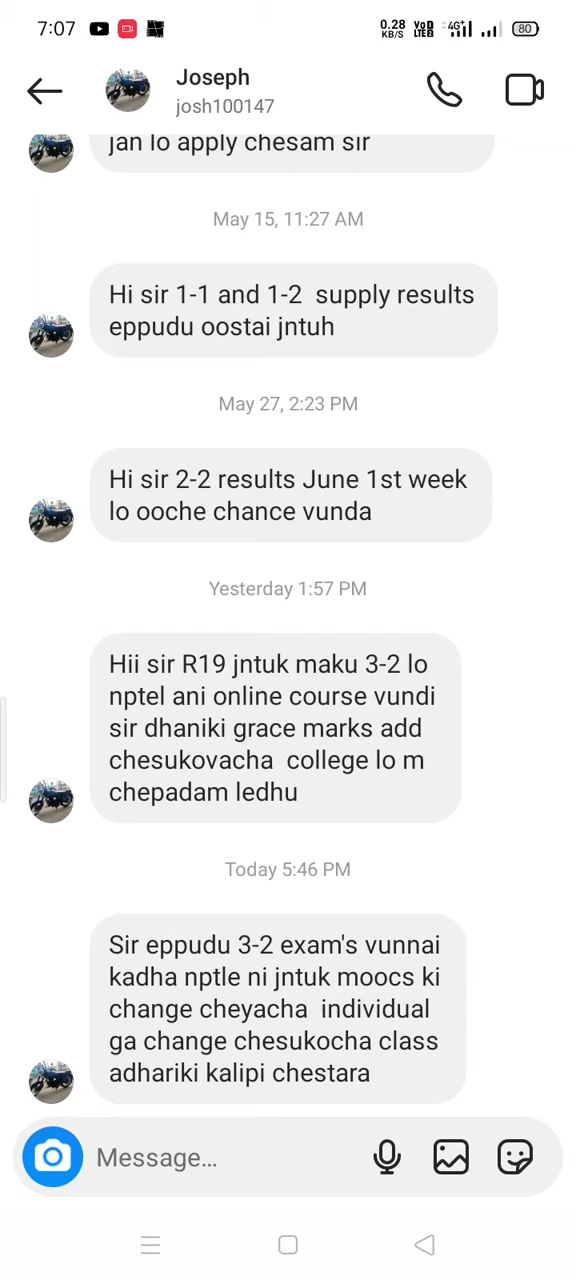 7:07
0.28
KB/S
VoD
LTE2
4G+
80
Joseph
josh100147
jan lo apply chesam sir
May 15, 11:27 AM
Hi sir 1-1 and 1-2 supply results
eppudu oostai jntuh
May 27, 2:23 PM
Hi sir 2-2 results June 1st week
lo ooche chance vunda
Yesterday 1:57 PM
Hii sir R19 jntuk maku 3-2 lo
nptel ani online course vundi
sir dhaniki grace marks add
chesukovacha college lo m
chepadam ledhu
Today 5:46 PM
Sir eppudu 3-2 exam's vunnai
kadha nptle ni jntuk moocs ki
change cheyacha individual
ga change chesukocha class
adhariki kalipi chestara
Message...